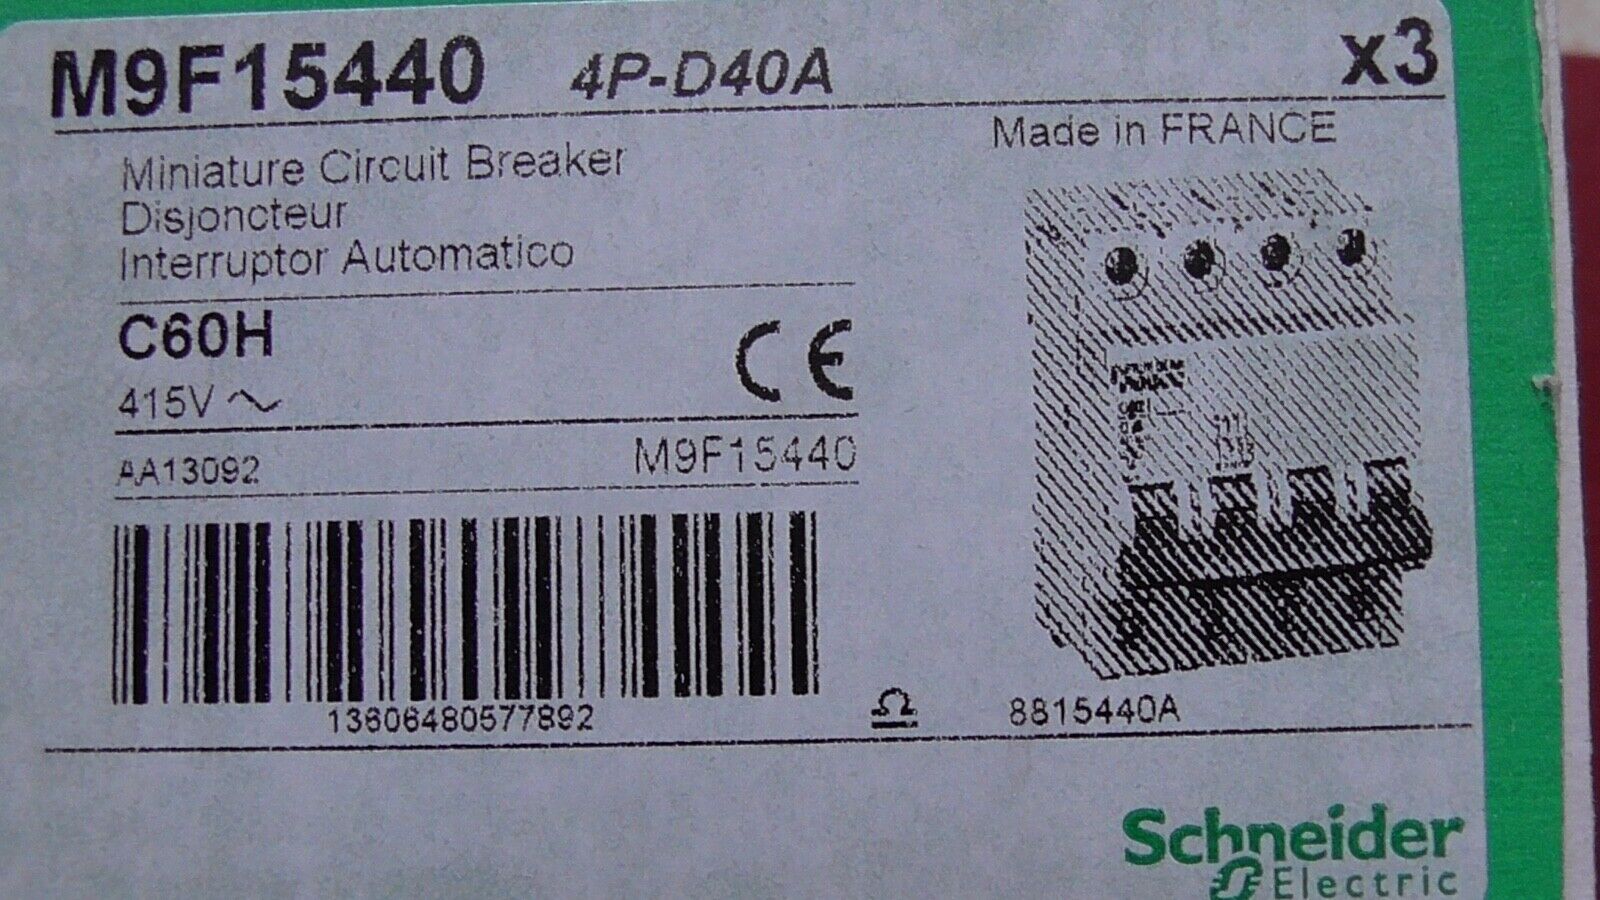 M9F15440 4P-D40A x3
Made in FRANCE
Miniature Circuit Breaker
Disjoncteur
Interruptor Automatico
C60H CE
415V ~
AA13092 M9F15440
13606480577892
8815440A
Schneider
Electric